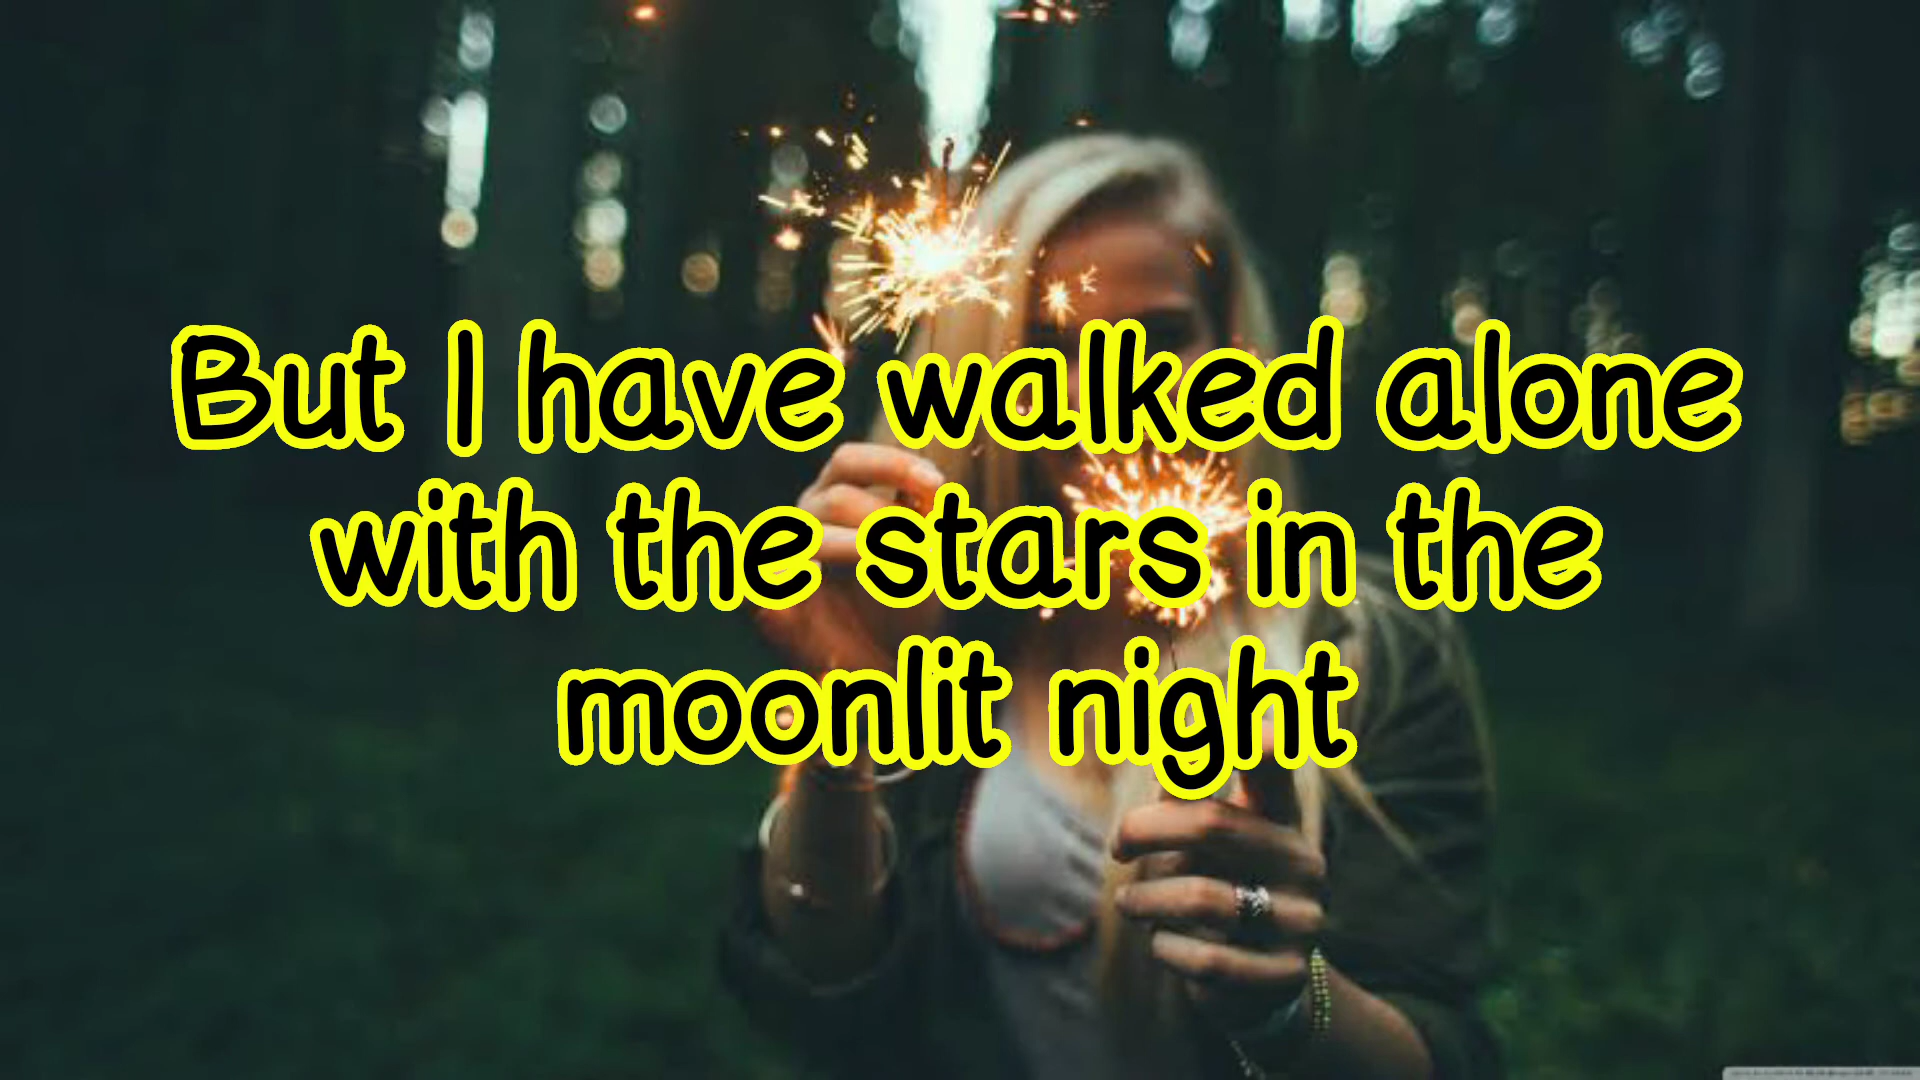 But I have walked alone
with the stars in the
moonlit night